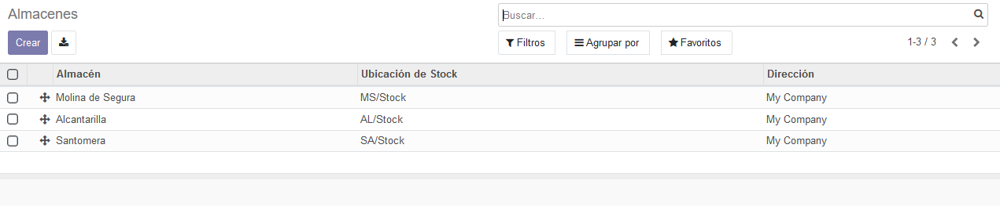 Almacenes
Buscar...
Crear
Filtros
Agrupar por
Favoritos
1-3 / 3
Almacén Ubicación de Stock Dirección
Molina de Segura MS/Stock My Company
Alcantarilla AL/Stock My Company
Santomera SA/Stock My Company